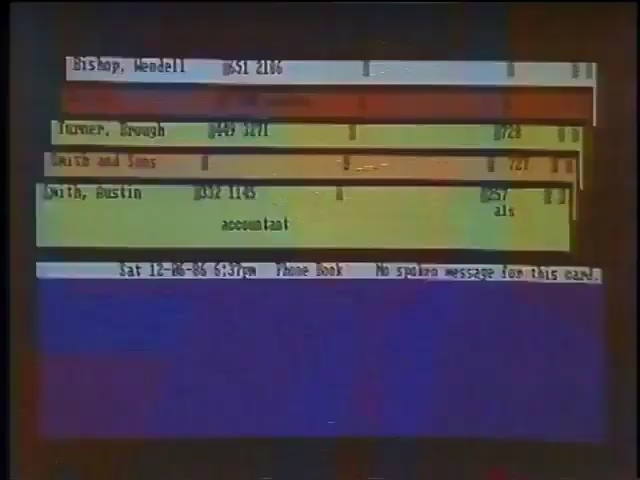 Bishop, Wendell 651 2186
Turner, Brough 449 3271 728
Smith and Sons 727
Smith, Austin 332 1145 257
als
accountant
Sat 12-06-86 6:37pm Phone Book No spoken message for this card.